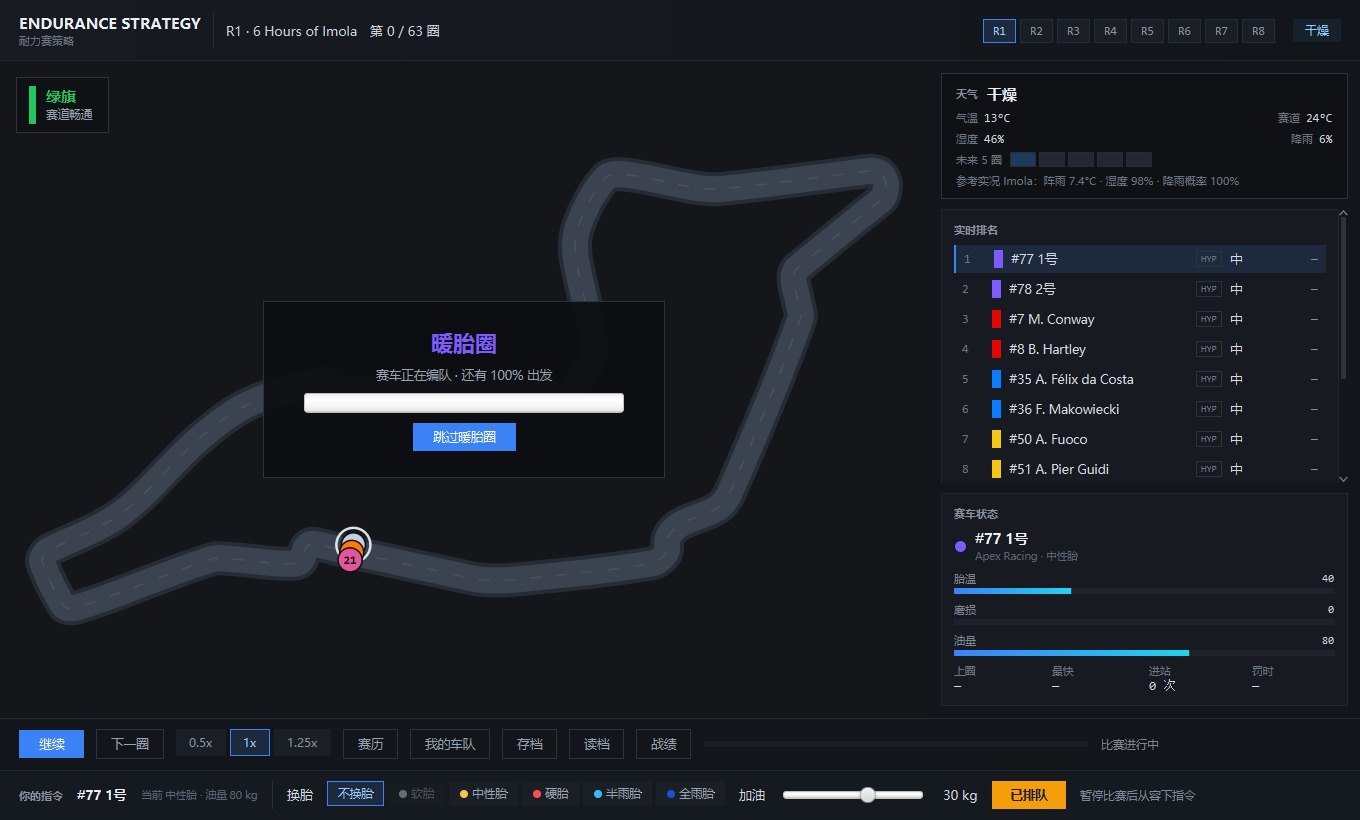 ENDURANCE STRATEGY
耐力赛策略
R1 · 6 Hours of Imola 第 0 / 63 圈
R1 R2 R3 R4 R5 R6 R7 R8 干燥
绿旗
赛道畅通
天气 干燥
气温 13°C 赛道 24°C
湿度 46% 降雨 6%
未来 5 圈
参考实况 Imola: 阵雨 7.4°C · 湿度 98% · 降雨概率 100%
实时排名
1 #77 1号 HYP 中 –
2 #78 2号 HYP 中 –
3 #7 M. Conway HYP 中 –
4 #8 B. Hartley HYP 中 –
5 #35 A. Félix da Costa HYP 中 –
6 #36 F. Makowiecki HYP 中 –
7 #50 A. Fuoco HYP 中 –
8 #51 A. Pier Guidi HYP 中 –
暖胎圈
赛车正在编队 · 还有 100% 出发
跳过暖胎圈
21
赛车状态
#77 1号
Apex Racing · 中性胎
胎温 40
磨损 0
油量 80
上圈 最快 进站 罚时
– – 0 次 –
继续 下一圈 0.5x 1x 1.25x 赛历 我的车队 存档 读档 战绩 比赛进行中
你的指令 #77 1号 当前 中性胎 · 油量 80 kg 换胎 不换胎 软胎 中性胎 硬胎 半雨胎 全雨胎 加油 30 kg 已排队 暂停比赛后从容下指令